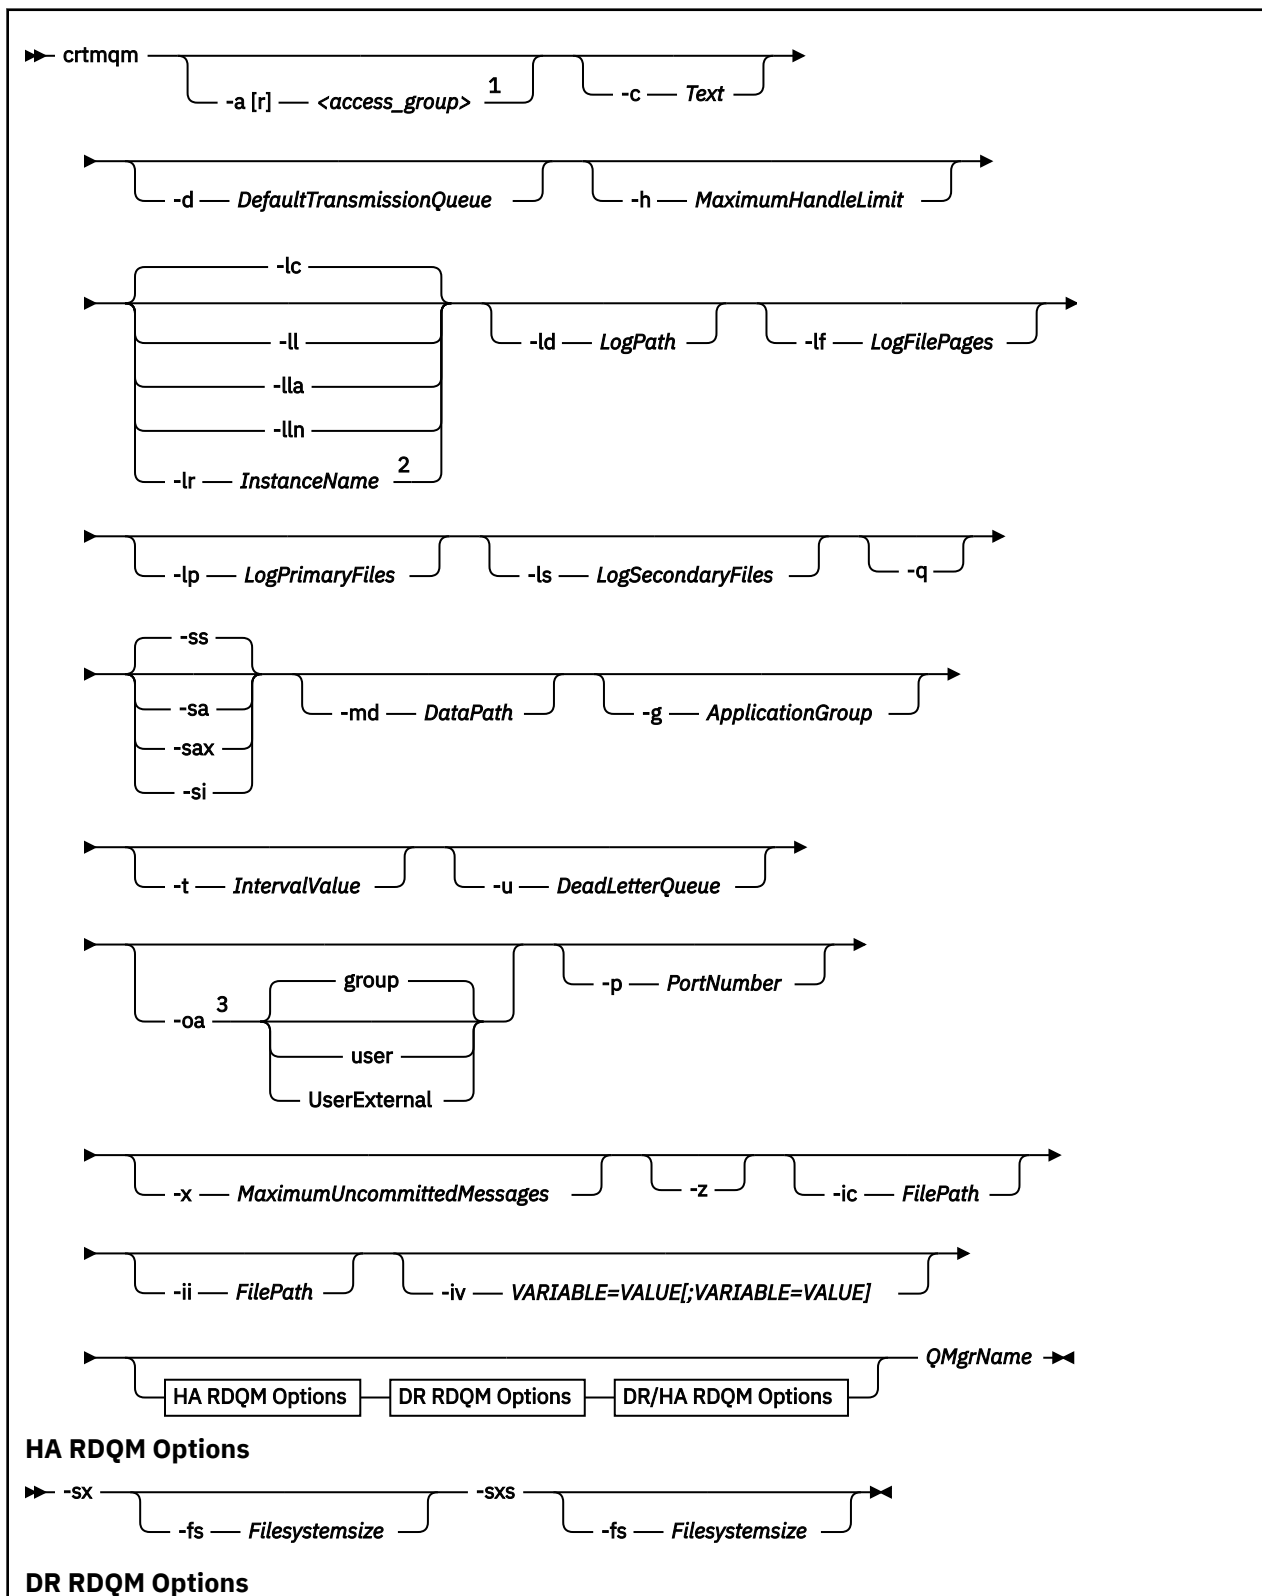 crtmqm
-a [r] <access_group> 1 -c Text
-d DefaultTransmissionQueue -h MaximumHandleLimit
-lc
-ll -ld LogPath -lf LogFilePages
-lla
-lln
-lr InstanceName 2
-lp LogPrimaryFiles -ls LogSecondaryFiles -q
-ss
-sa -md DataPath -g ApplicationGroup
-sax
-si
-t IntervalValue -u DeadLetterQueue
group -p PortNumber
-oa 3
user
UserExternal
-x MaximumUncommittedMessages -z -ic FilePath
-ii FilePath -iv VARIABLE=VALUE[;VARIABLE=VALUE]
QMgrName
HA RDQM Options DR RDQM Options DR/HA RDQM Options
HA RDQM Options
-sx -sxs
-fs Filesystemsize -fs Filesystemsize
DR RDQM Options